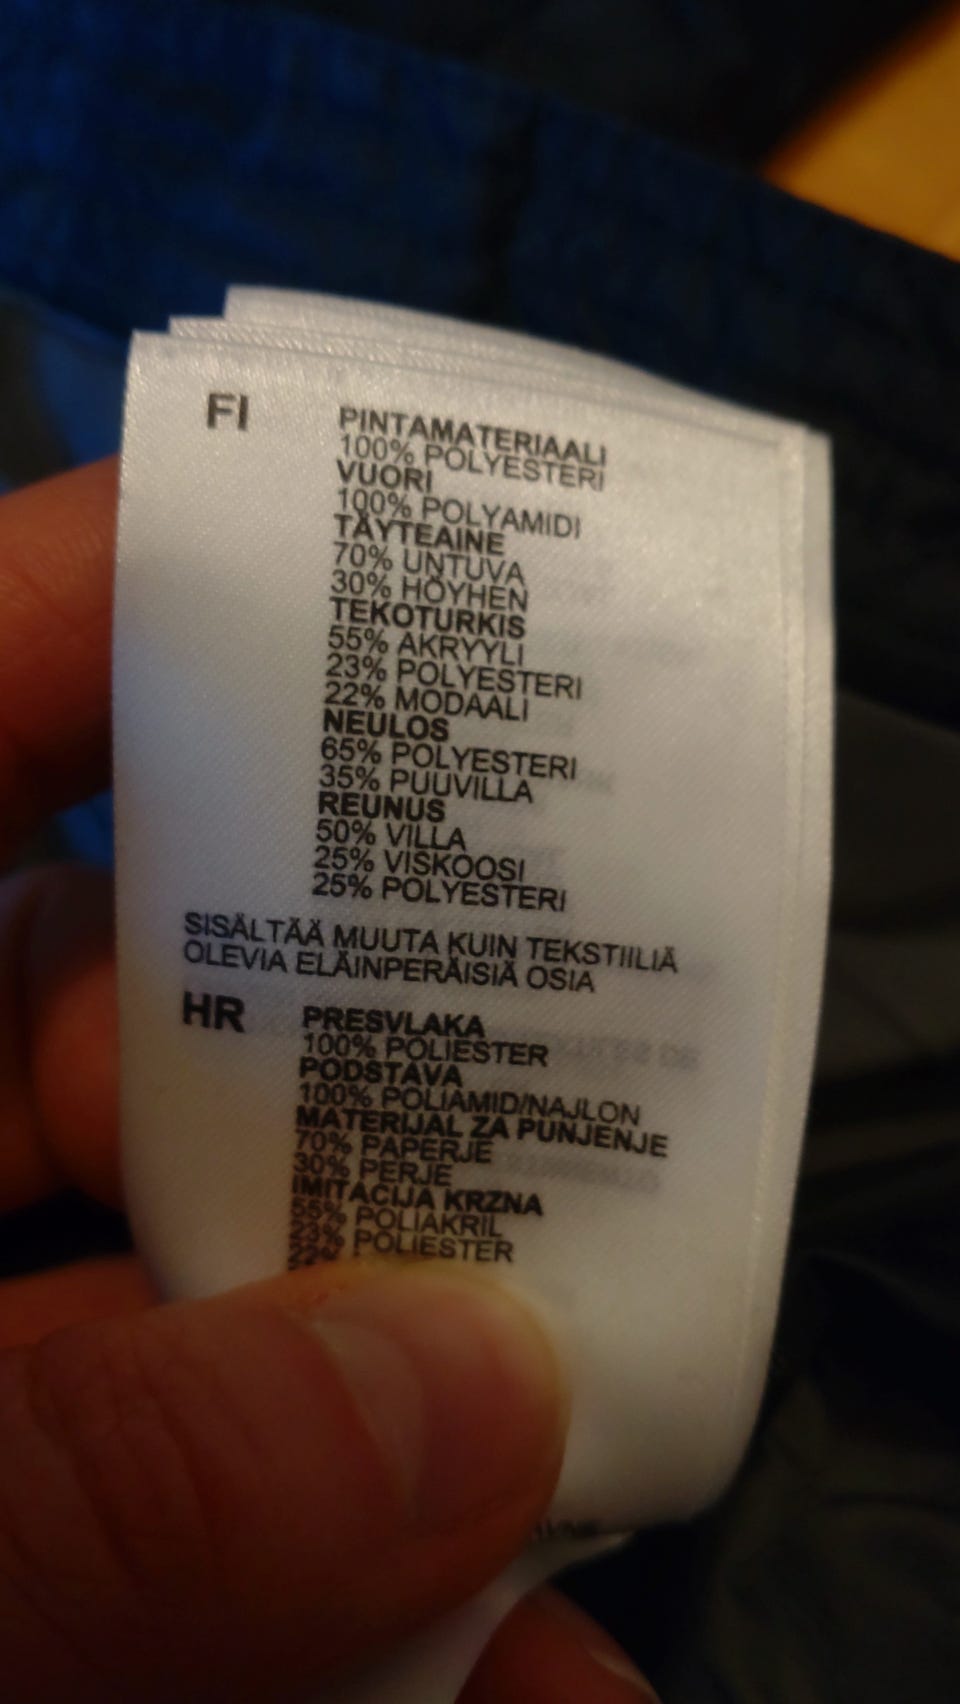 FI
PINTAMATERIAALI
100% POLYESTERI
VUORI
100% POLYAMIDI
TÄYTEAINE
70% UNTUVA
30% HÖYHEN
TEKOTURKIS
55% AKRYYLI
23% POLYESTERI
22% MODAALI
NEULOS
65% POLYESTERI
35% PUUVILLA
REUNUS
50% VILLA
25% VISKOOSI
25% POLYESTERI
SISÄLTÄÄ MUUTA KUIN TEKSTIILIÄ
OLEVIA ELÄINPERÄISIÄ OSIA
HR
PRESVLAKA
100% POLIESTER
PODSTAVA
100% POLIAMID/NAJLON
MATERIJAL ZA PUNJENJE
70% PAPERJE
30% PERJE
IMITACIJA KRZNA
55% POLIAKRIL
23% POLIESTER